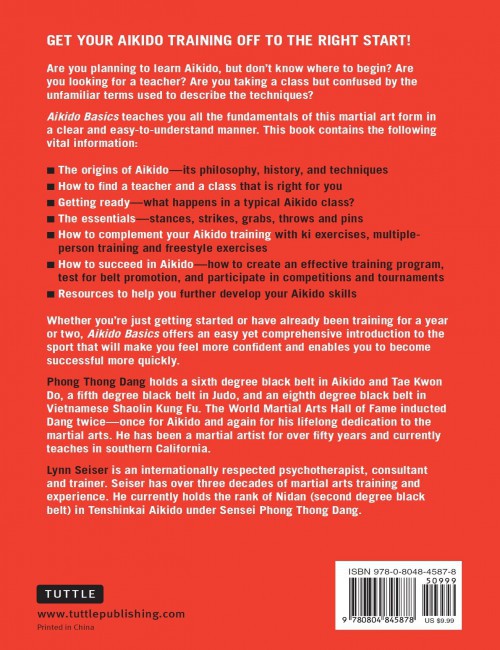 GET YOUR AIKIDO TRAINING OFF TO THE RIGHT START!
Are you planning to learn Aikido, but don't know where to begin? Are
you looking for a teacher? Are you taking a class but confused by the
unfamiliar terms used to describe the techniques?
Aikido Basics teaches you all the fundamentals of this martial art form in
a clear and easy-to-understand manner. This book contains the following
vital information:
■ The origins of Aikido—its philosophy, history, and techniques
■ How to find a teacher and a class that is right for you
■ Getting ready—what happens in a typical Aikido class?
■ The essentials—stances, strikes, grabs, throws and pins
■ How to complement your Aikido training with ki exercises, multiple-
person training and freestyle exercises
■ How to succeed in Aikido—how to create an effective training program,
test for belt promotion, and participate in competitions and tournaments
■ Resources to help you further develop your Aikido skills
Whether you're just getting started or have already been training for a year
or two, Aikido Basics offers an easy yet comprehensive introduction to the
sport that will make you feel more confident and enables you to become
successful more quickly.
Phong Thong Dang holds a sixth degree black belt in Aikido and Tae Kwon
Do, a fifth degree black belt in Judo, and an eighth degree black belt in
Vietnamese Shaolin Kung Fu. The World Martial Arts Hall of Fame inducted
Dang twice—once for Aikido and again for his lifelong dedication to the
martial arts. He has been a martial artist for over fifty years and currently
teaches in southern California.
Lynn Seiser is an internationally respected psychotherapist, consultant
and trainer. Seiser has over three decades of martial arts training and
experience. He currently holds the rank of Nidan (second degree black
belt) in Tenshinkai Aikido under Sensei Phong Thong Dang.
TUTTLE
www.tuttlepublishing.com
Printed in China
ISBN 978-0-8048-4587-8
50999
9 780804 845878
US $9.99